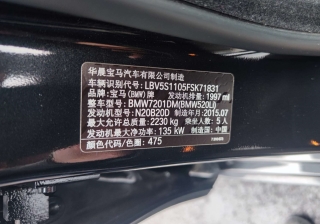 华晨宝马汽车有限公司制造
车辆识别代号 LBV5S1105FSK71831
品牌: 宝马(BMW)牌 发动机排量: 1997 ml
整车型号: BMW7201DM(BMW520Li)
发动机型号: N20B20D 制造年月: 2015.07
最大允许总质量: 2230 kg 乘坐人数: 5人
发动机最大净功率: 135 kW 制造国: 中国
颜色代码/色圈: 475